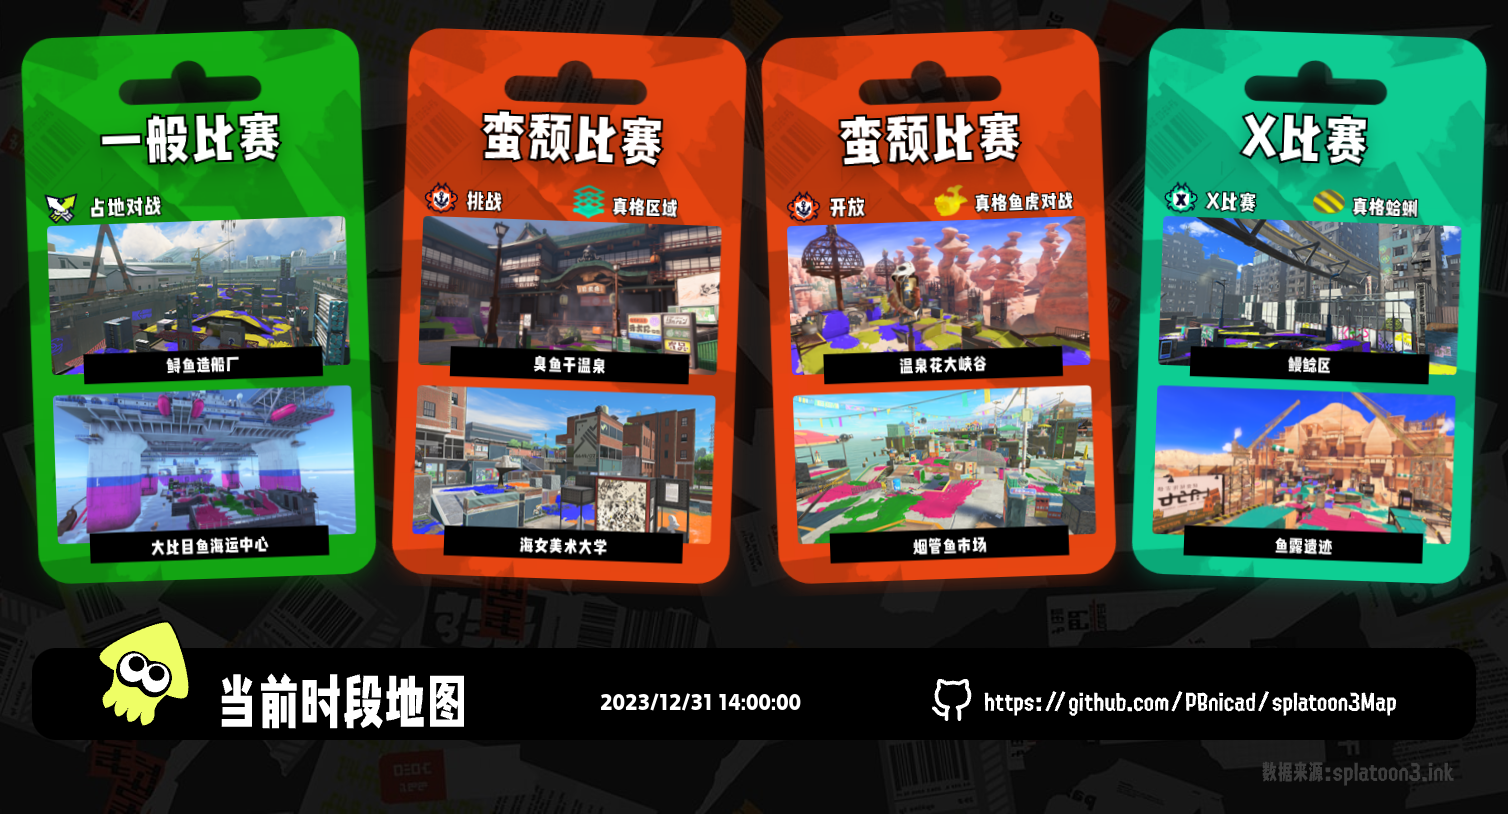 一般比赛
占地对战
鲟鱼造船厂
大比目鱼海运中心
蛮颓比赛
挑战
真格区域
臭鱼干温泉
海女美术大学
蛮颓比赛
开放
真格鱼虎对战
温泉花大峡谷
烟管鱼市场
X比赛
X比赛
真格蛤蜊
鳗鲶区
鱼露遗迹
当前时段地图
2023/12/31 14:00:00
https://github.com/PBnicad/splatoon3Map
数据来源:splatoon3.ink